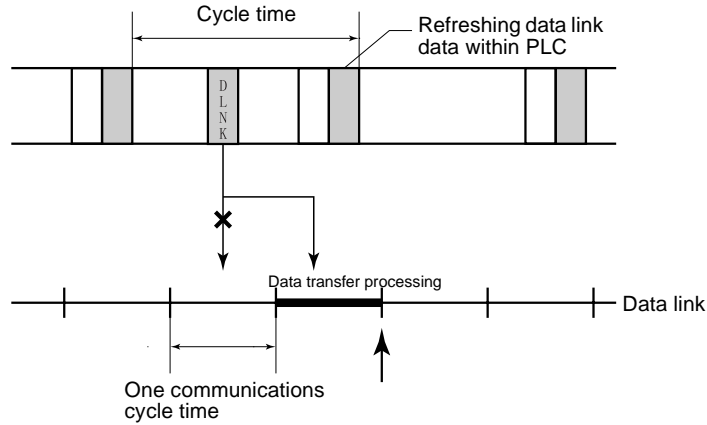 Cycle time
Refreshing data link
data within PLC
D
L
N
K
Data transfer processing
Data link
One communications
cycle time